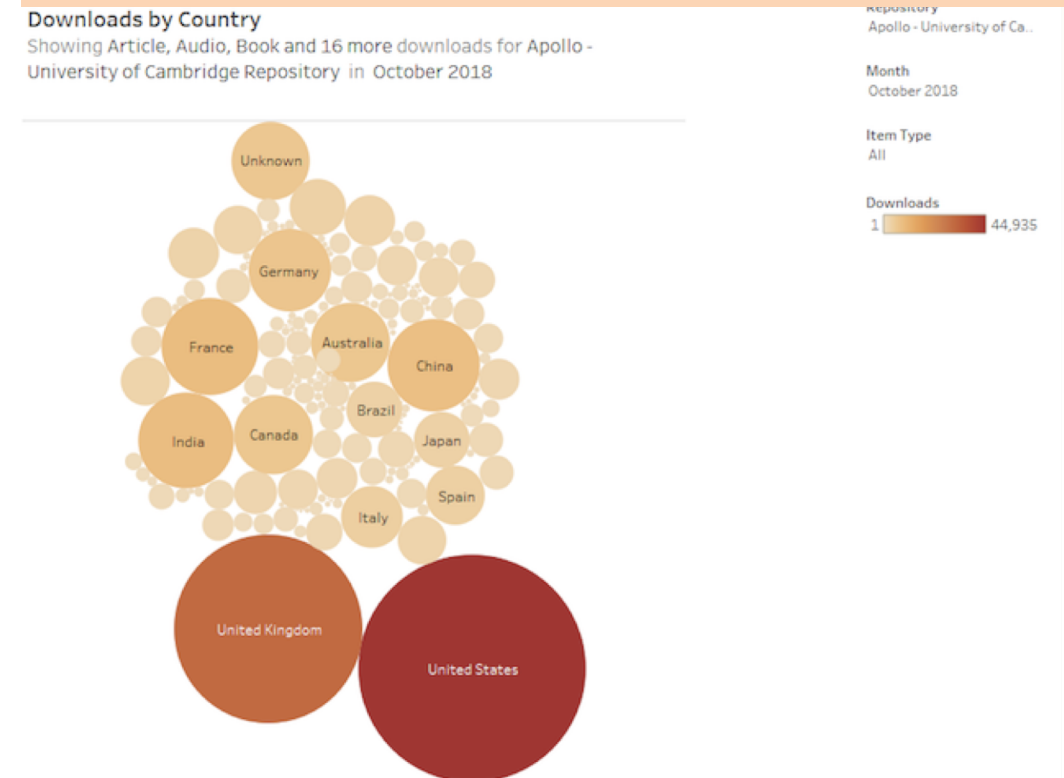 Downloads by Country
Showing Article, Audio, Book and 16 more downloads for Apollo -
University of Cambridge Repository in October 2018
Repository
Apollo - University of Ca..
Month
October 2018
Item Type
All
Downloads
1 44,935
Unknown
Germany
France
Australia
China
Brazil
India
Canada
Japan
Spain
Italy
United Kingdom
United States